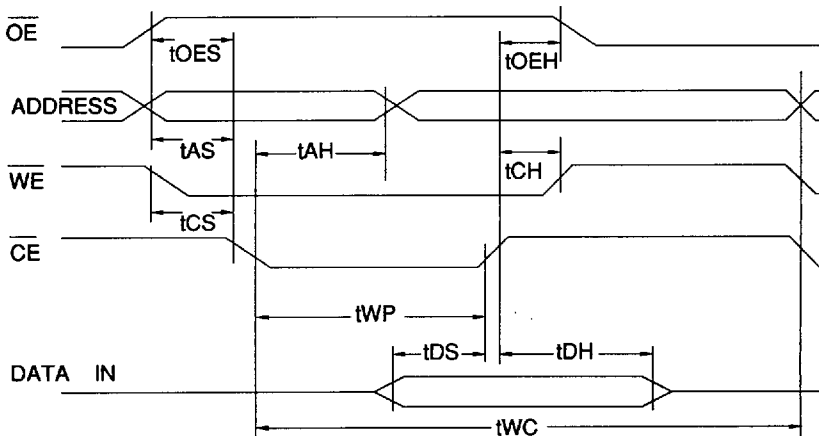 OE
tOES
tOEH
ADDRESS
tAS
tAH
tCH
WE
tCS
CE
tWP
tDS
tDH
DATA IN
tWC